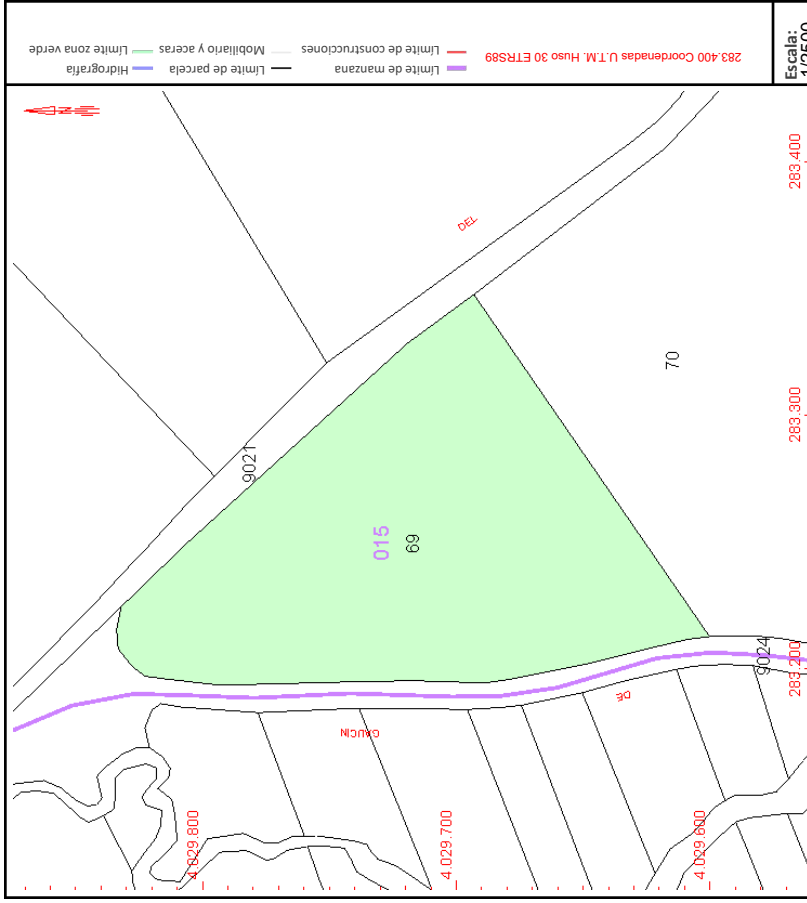 Límite de manzana
Límite de construcciones
Límite de parcela
Mobiliario y aceras
Hidrografía
Límite zona verde
283.400 Coordenadas U.T.M. Huso 30 ETRS89
Escala:
1/2500
283.400
DEL
70
283.300
9021
015
69
9024
283.200
DE
GAUCIN
4.029.800
4.029.700
4.029.600